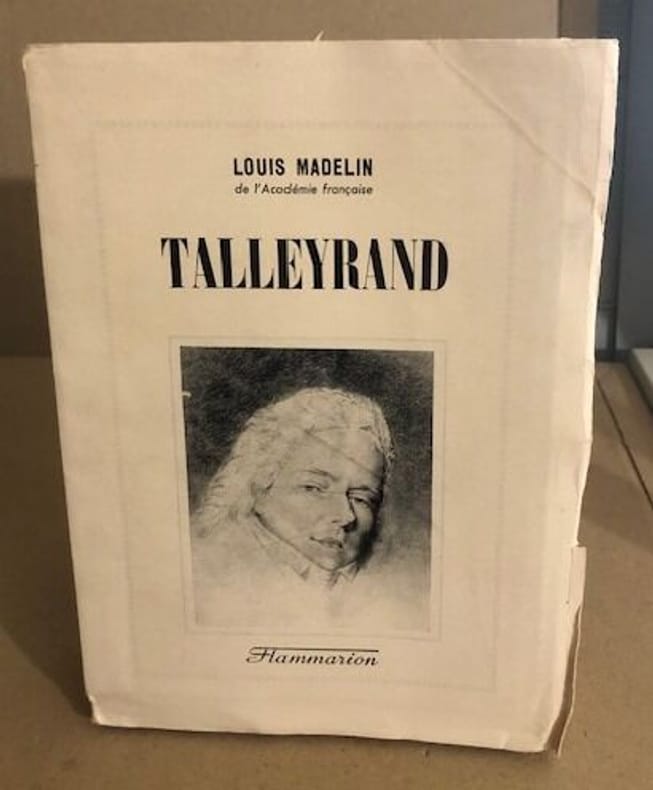 LOUIS MADELIN
de l'Académie française
TALLEYRAND
Flammarion